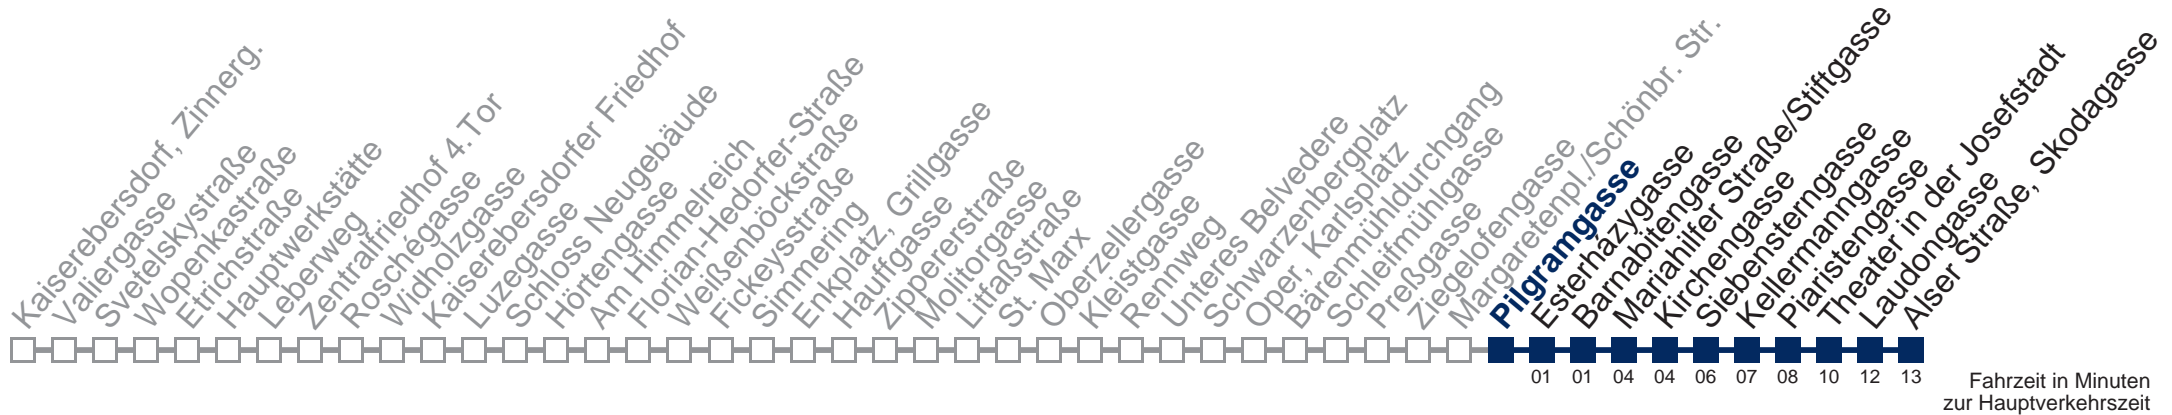 Kaiserebersdorf, Zinnerg.
Valiergasse
Svetelskystraße
Wopenkastraße
Etrichstraße
Hauptwerkstätte
Leberweg
Zentralfriedhof 4.Tor
Roschégasse
Widholzgasse
Kaiserebersdorfer Friedhof
Luzegasse
Schloss Neugebäude
Hörtengasse
Am Himmelreich
Florian-Hedorfer-Straße
Weißenböckstraße
Fickeysstraße
Simmering
Enkplatz, Grillgasse
Hauffgasse
Zippererstraße
Molitorgasse
Litfaßstraße
St. Marx
Oberzellergasse
Kleistgasse
Rennweg
Unteres Belvedere
Schwarzenbergplatz
Oper, Karlsplatz
Bärenmühldurchgang
Schleifmühlgasse
Preßgasse
Ziegelofengasse
Margaretenpl./Schönbr. Str.
Pilgramgasse
Esterházygasse
Barnabitengasse
Mariahilfer Straße/Stiftgasse
Kirchengasse
Siebensterngasse
Kellermanngasse
Piaristengasse
Theater in der Josefstadt
Laudongasse
Alser Straße, Skodagasse
01 01 04 04 06 07 08 10 12 13
Fahrzeit in Minuten
zur Hauptverkehrszeit